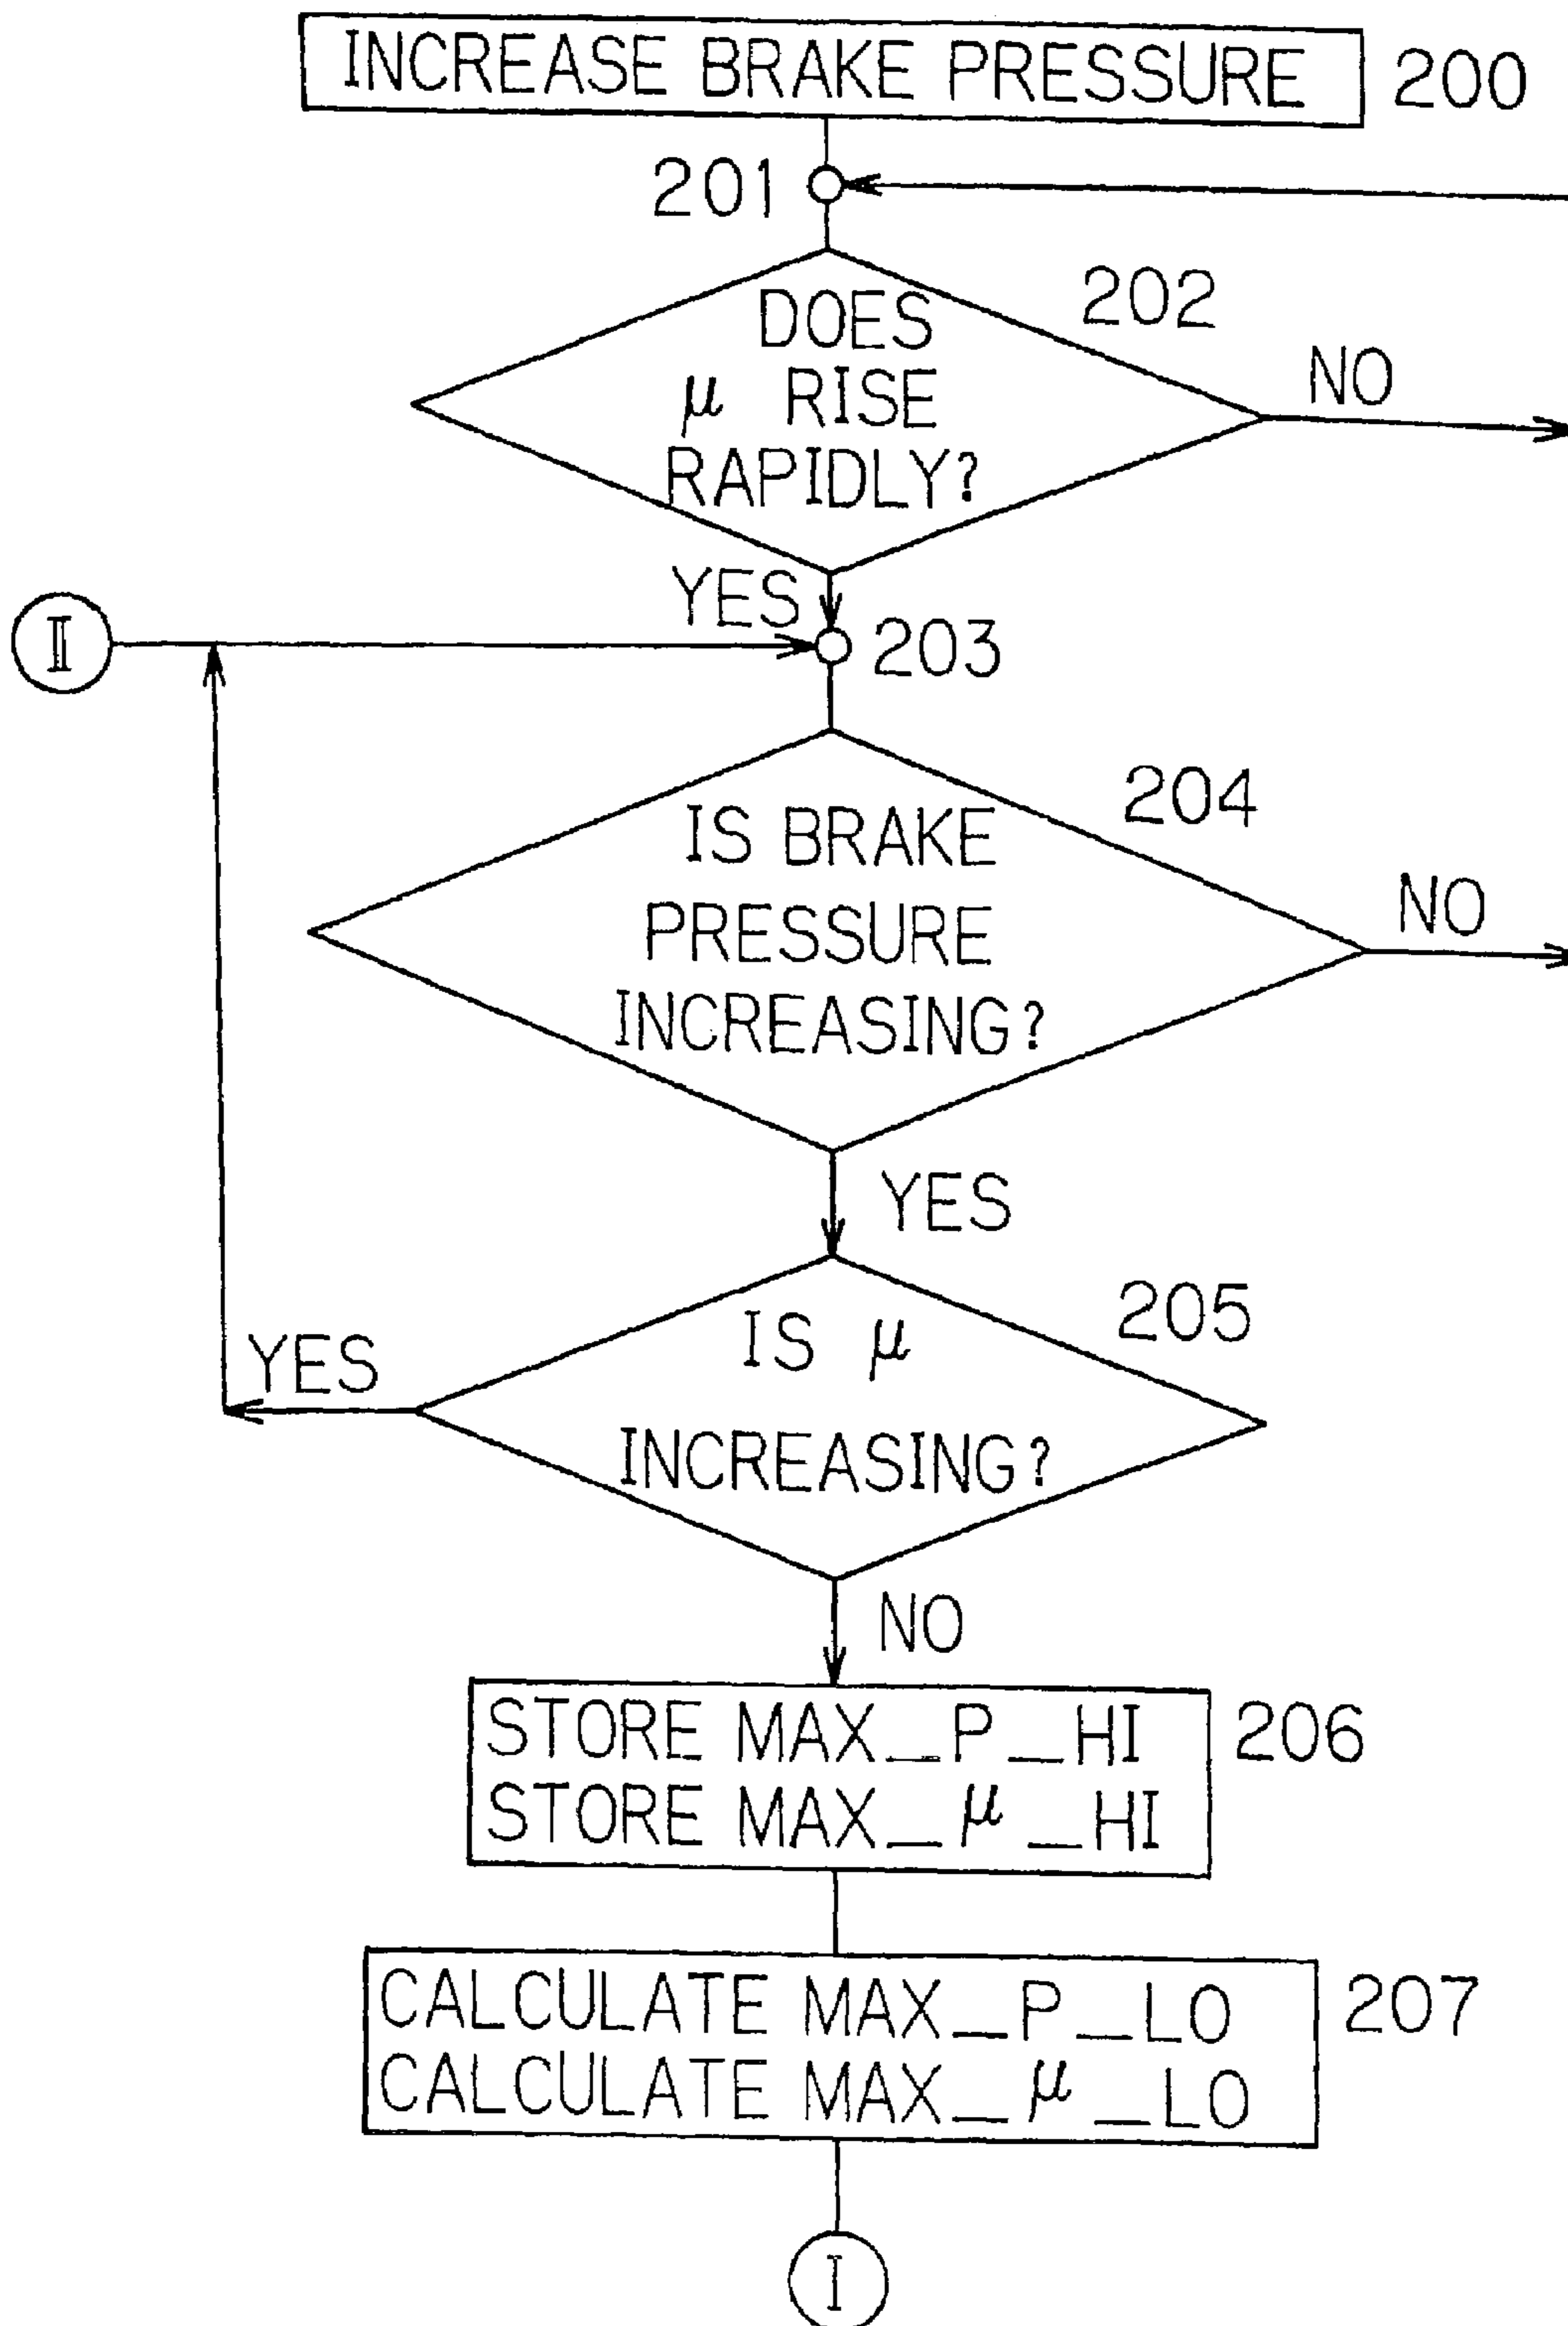 INCREASE BRAKE PRESSURE 200
201
202
DOES
μ RISE
RAPIDLY?
NO
YES
II
203
204
IS BRAKE
PRESSURE
INCREASING?
NO
YES
205
IS μ
INCREASING?
YES
NO
STORE MAX_P_HI
STORE MAX_μ_HI
206
CALCULATE MAX_P_LO
CALCULATE MAX_μ_LO
207
I